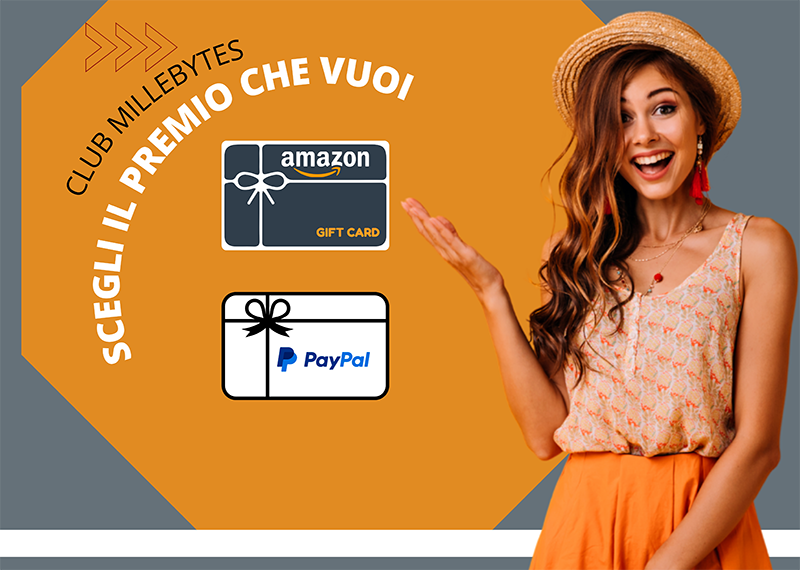 CLUB MILLEBYTES
SCEGLI IL PREMIO CHE VUOI
amazon
GIFT CARD
PayPal